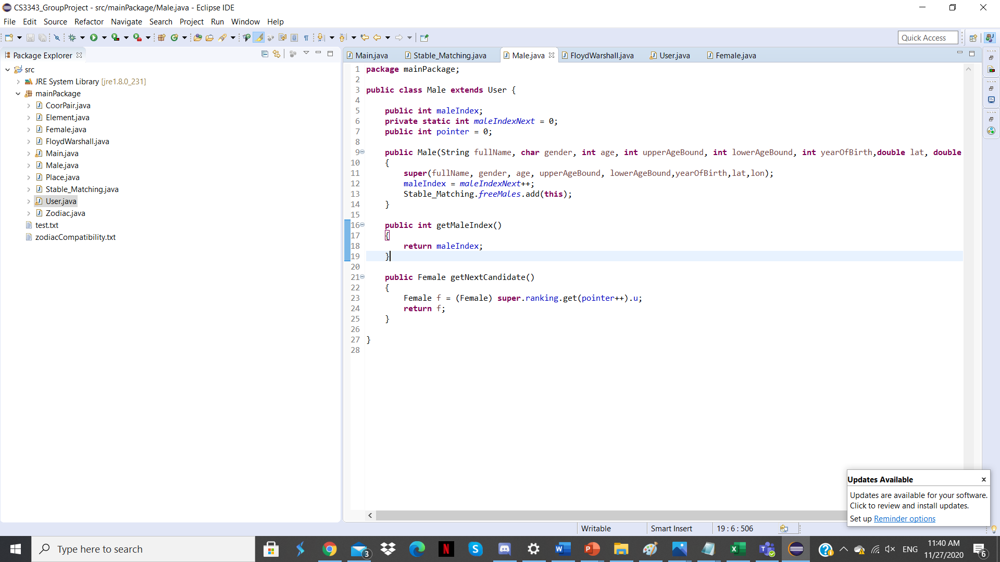 CS3343_GroupProject - src/mainPackage/Male.java - Eclipse IDE
File Edit Source Refactor Navigate Search Project Run Window Help
Quick Access
Package Explorer
src
JRE System Library [jre1.8.0_231]
mainPackage
CoorPair.java
Element.java
Female.java
FloydWarshall.java
Main.java
Male.java
Place.java
Stable_Matching.java
User.java
Zodiac.java
test.txt
zodiacCompatibility.txt
Main.java Stable_Matching.java Male.java FloydWarshall.java User.java Female.java
1 package mainPackage;
2
3 public class Male extends User {
4
5 public int maleIndex;
6 private static int maleIndexNext = 0;
7 public int pointer = 0;
8
9 public Male(String fullName, char gender, int age, int upperAgeBound, int lowerAgeBound, int yearOfBirth,double lat, double
10 {
11 super(fullName, gender, age, upperAgeBound, lowerAgeBound,yearOfBirth,lat,lon);
12 maleIndex = maleIndexNext++;
13 Stable_Matching.freeMales.add(this);
14 }
15
16 public int getMaleIndex()
17 {
18 return maleIndex;
19 }
20
21 public Female getNextCandidate()
22 {
23 Female f = (Female) super.ranking.get(pointer++).u;
24 return f;
25 }
26
27 }
28
Updates Available x
Updates are available for your software.
Click to review and install updates.
Set up Reminder options
Writable Smart Insert 19 : 6 : 506
Type here to search
3
ENG
11:40 AM
11/27/2020
6